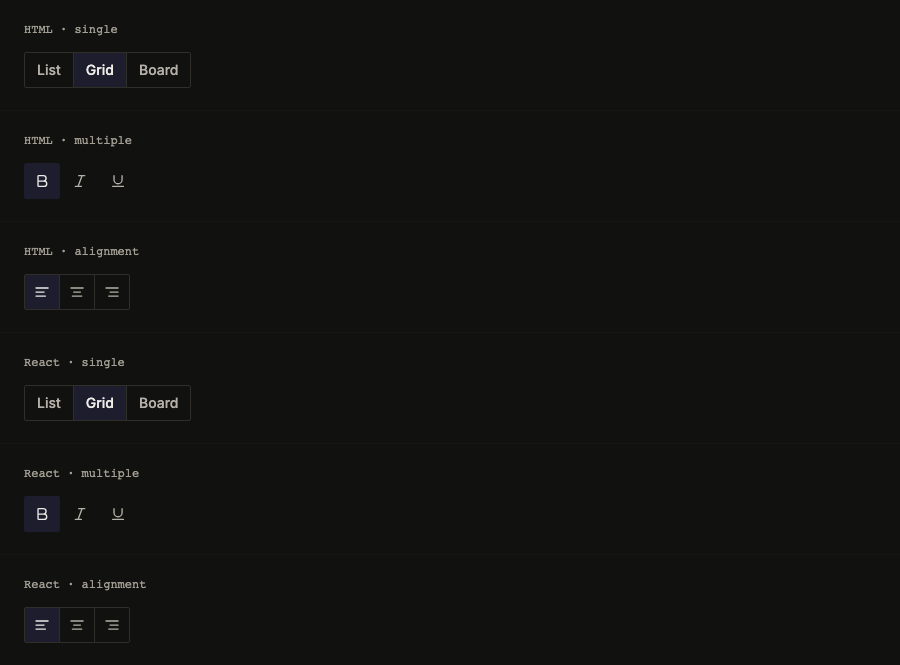 HTML · single
List Grid Board
HTML · multiple
B I U
HTML · alignment
React · single
List Grid Board
React · multiple
B I U
React · alignment